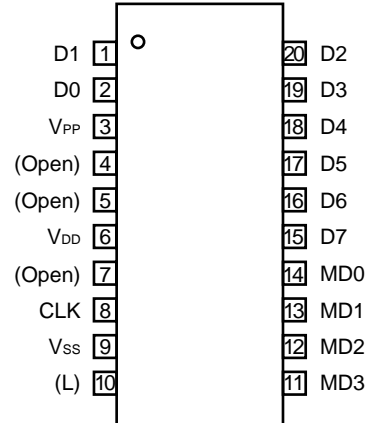 D1 1 20 D2
D0 2 19 D3
VPP 3 18 D4
(Open) 4 17 D5
(Open) 5 16 D6
VDD 6 15 D7
(Open) 7 14 MD0
CLK 8 13 MD1
VSS 9 12 MD2
(L) 10 11 MD3